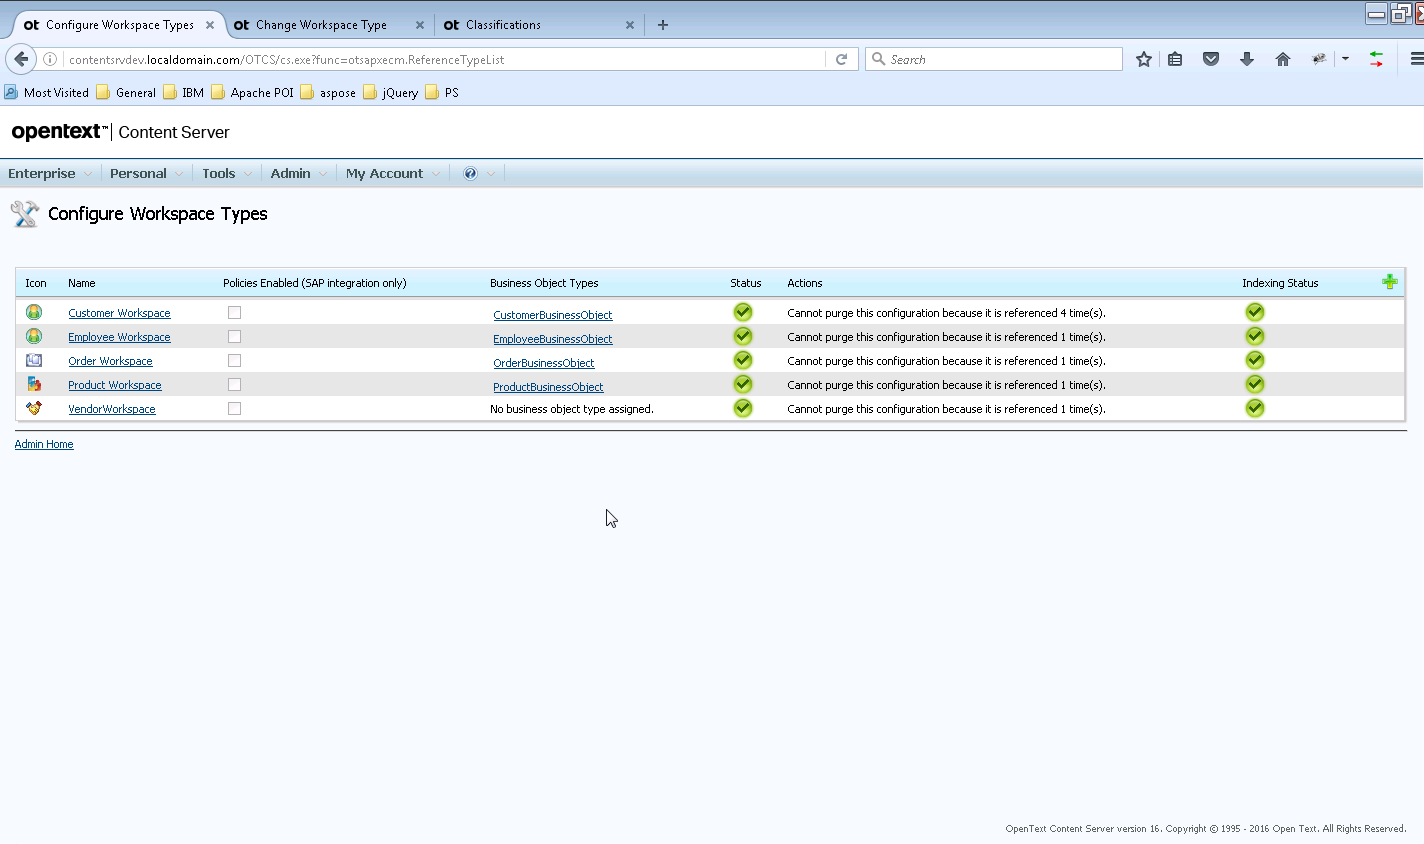 ot Configure Workspace Types ot Change Workspace Type ot Classifications
contentsrvdev.localdomain.com/OTCS/cs.exe?func=otsapxecm.ReferenceTypeList Search
Most Visited General IBM Apache POI aspose jQuery PS
opentext™ | Content Server
Enterprise Personal Tools Admin My Account ?
Configure Workspace Types
Icon Name Policies Enabled (SAP integration only) Business Object Types Status Actions Indexing Status
Customer Workspace CustomerBusinessObject Cannot purge this configuration because it is referenced 4 time(s).
Employee Workspace EmployeeBusinessObject Cannot purge this configuration because it is referenced 1 time(s).
Order Workspace OrderBusinessObject Cannot purge this configuration because it is referenced 1 time(s).
Product Workspace ProductBusinessObject Cannot purge this configuration because it is referenced 1 time(s).
VendorWorkspace No business object type assigned. Cannot purge this configuration because it is referenced 1 time(s).
Admin Home
OpenText Content Server version 16. Copyright © 1995 - 2016 Open Text. All Rights Reserved.